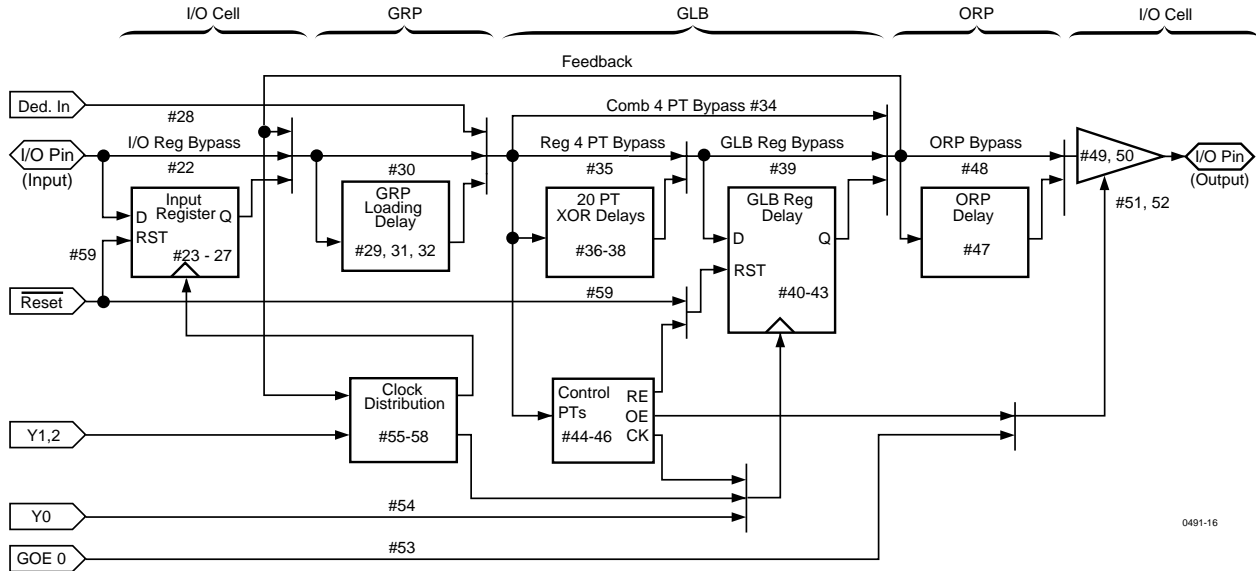 I/O Cell
GRP
GLB
ORP
I/O Cell
Feedback
Ded. In
#28
Comb 4 PT Bypass #34
I/O Pin
(Input)
I/O Reg Bypass
#22
#30
Reg 4 PT Bypass
#35
GLB Reg Bypass
#39
ORP Bypass
#48
#49, 50
I/O Pin
(Output)
#51, 52
Input
Register
D
Q
RST
#23 - 27
#59
GRP
Loading
Delay
#29, 31, 32
20 PT
XOR Delays
#36-38
GLB Reg
Delay
D
Q
RST
#40-43
ORP
Delay
#47
Reset
#59
Clock
Distribution
#55-58
Control
PTs
RE
OE
CK
#44-46
Y1,2
Y0
#54
GOE 0
#53
0491-16